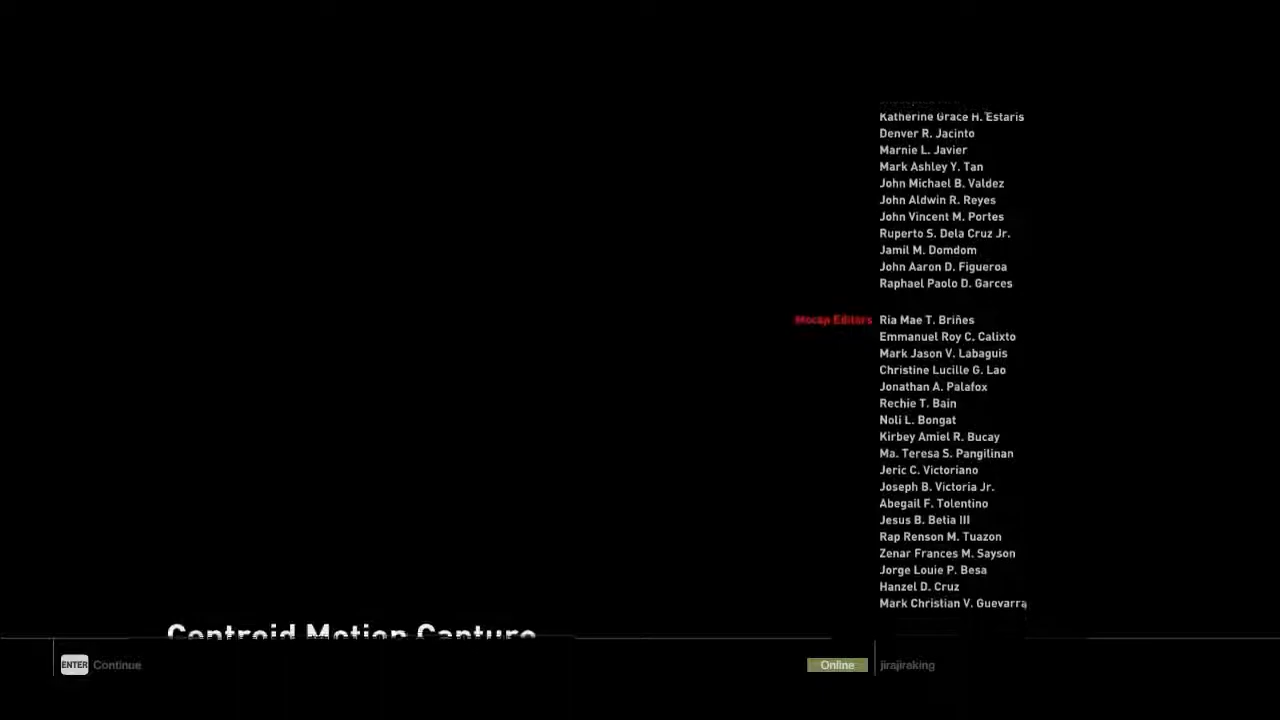 Katherine Grace H. Estaris
Denver R. Jacinto
Marnie L. Javier
Mark Ashley Y. Tan
John Michael B. Valdez
John Aldwin R. Reyes
John Vincent M. Portes
Ruperto S. Dela Cruz Jr.
Jamil M. Domdom
John Aaron D. Figueroa
Raphael Paolo D. Garces
Mocap Editors Ria Mae T. Briñes
Emmanuel Roy C. Calixto
Mark Jason V. Labaguis
Christine Lucille G. Lao
Jonathan A. Palafox
Rechie T. Bain
Noli L. Bongat
Kirbey Amiel R. Bucay
Ma. Teresa S. Pangilinan
Jeric C. Victoriano
Joseph B. Victoria Jr.
Abegail F. Tolentino
Jesus B. Betia III
Rap Renson M. Tuazon
Zenar Frances M. Sayson
Jorge Louie P. Besa
Hanzel D. Cruz
Mark Christian V. Guevarra
Centroid Motion Capture
ENTER Continue
Online jirajiraking